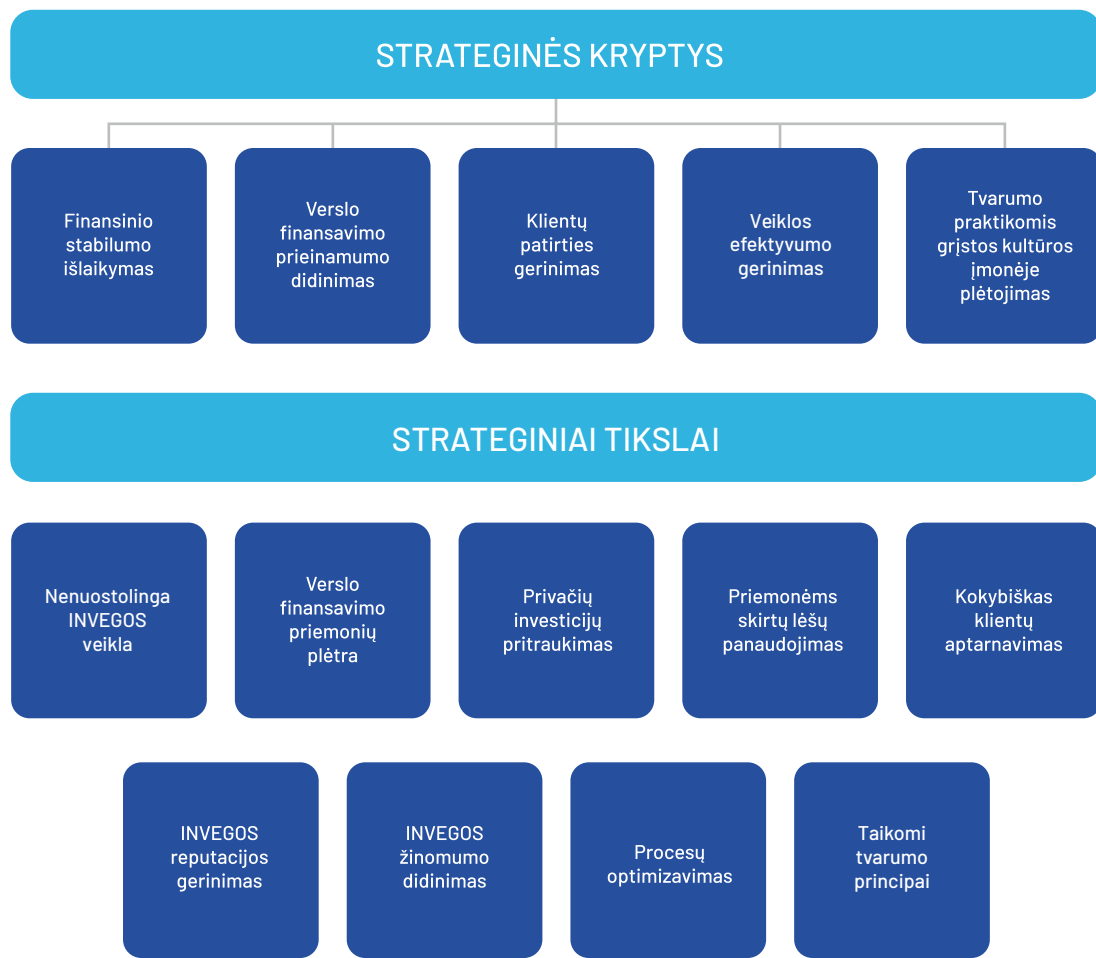 STRATEGINĖS KRYPTYS
Finansinio
stabilumo
išlaikymas
Verslo
finansavimo
prieinamumo
didinimas
Klientų
patirties
gerinimas
Veiklos
efektyvumo
gerinimas
Tvarumo
praktikomis
grįstos kultūros
įmonėje
plėtojimas
STRATEGINIAI TIKSLAI
Nenuostolinga
INVEGOS
veikla
Verslo
finansavimo
priemonių
plėtra
Privačių
investicijų
pritraukimas
Priemonėms
skirtų lėšų
panaudojimas
Kokybiškas
klientų
aptarnavimas
INVEGOS
reputacijos
gerinimas
INVEGOS
žinomumo
didinimas
Procesų
optimizavimas
Taikomi
tvarumo
principai